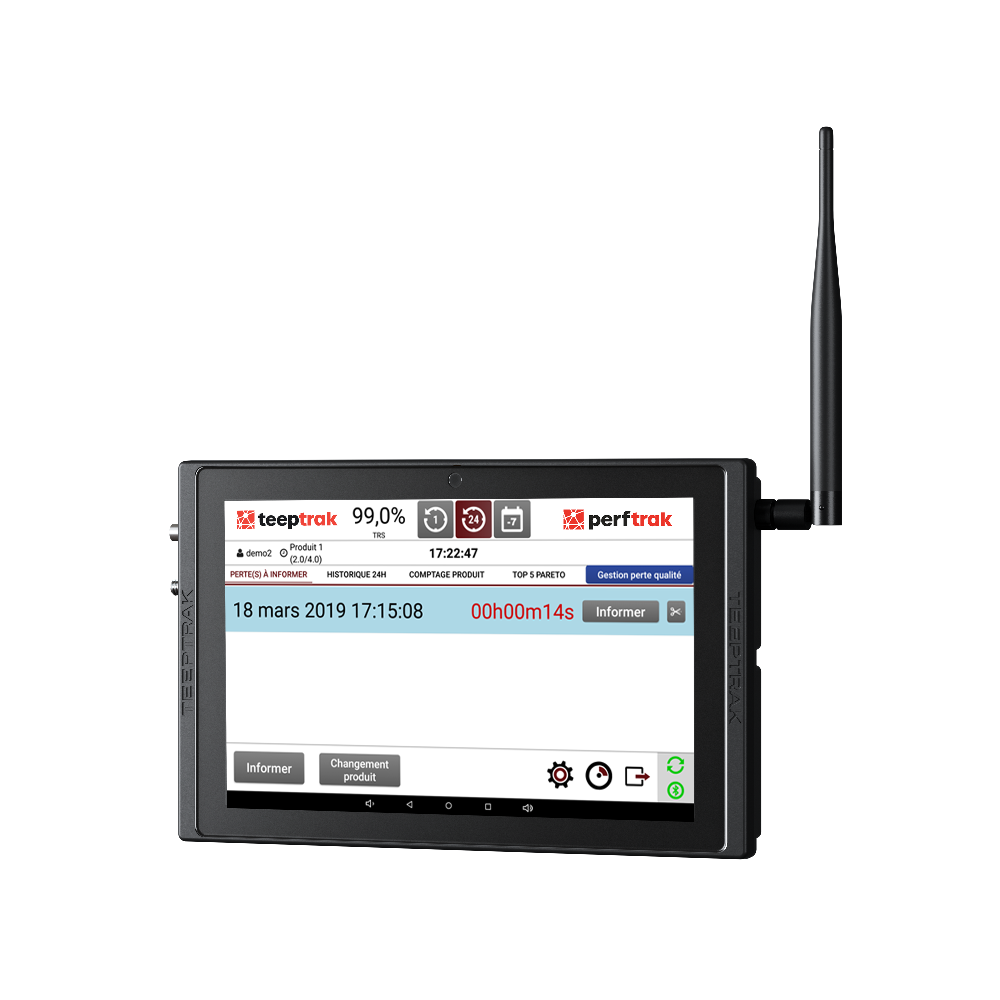 teeptrak 99,0% 1 24 -7 perftrak
TRS
demo2 Produit 1 17:22:47
(2.0/4.0)
PERTE(S) À INFORMER HISTORIQUE 24H COMPTAGE PRODUIT TOP 5 PARETO Gestion perte qualité
18 mars 2019 17:15:08 00h00m14s Informer
Informer
Changement
produit
TEEPTRAK
TEEPTRAK